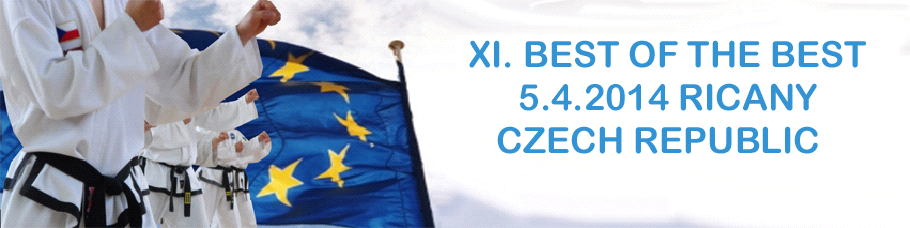 XI. BEST OF THE BEST
5.4.2014 RICANY
CZECH REPUBLIC